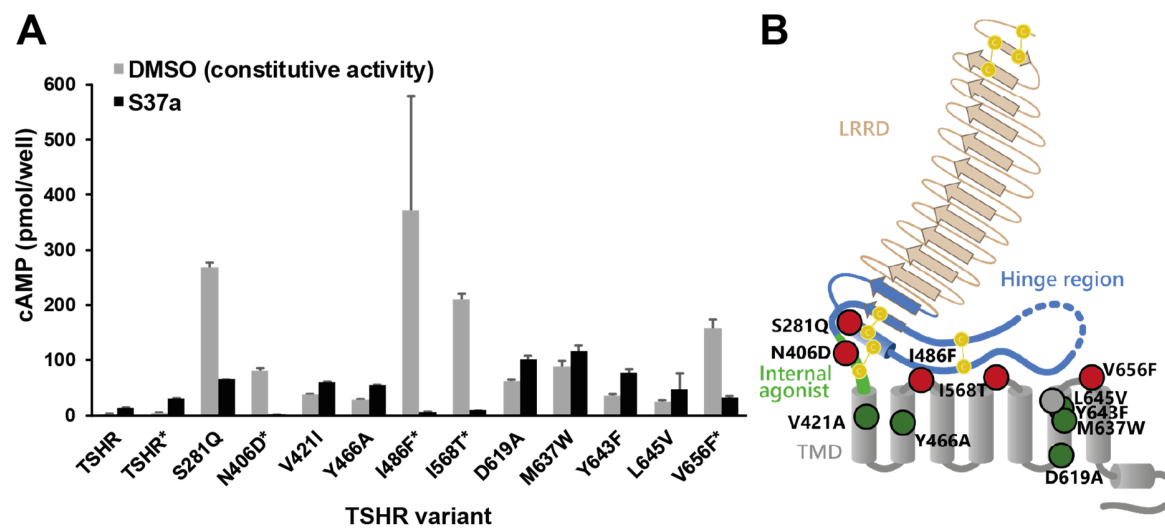 A
DMSO (constitutive activity)
S37a
cAMP (pmol/well)
600
500
400
300
200
100
0
TSHR
TSHR*
S281Q
N406D*
V421I
Y466A
I486F*
I568T*
D619A
M637W
Y643F
L645V
V656F*
TSHR variant
B
LRRD
C
C
C
C
Hinge region
S281Q
C
C
C
C
N406D
C
C
Internal
agonist
I486F
I568T
V656F
L645V
Y643F
M637W
V421A
Y466A
TMD
D619A